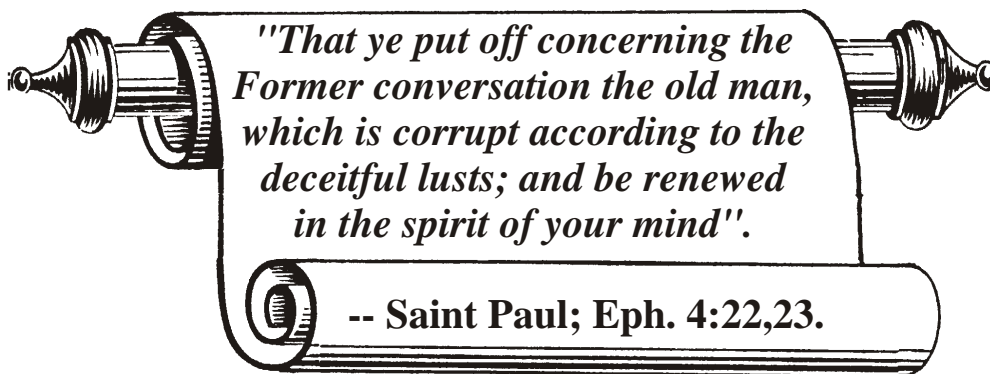 "That ye put off concerning the
Former conversation the old man,
which is corrupt according to the
deceitful lusts; and be renewed
in the spirit of your mind".
-- Saint Paul; Eph. 4:22,23.